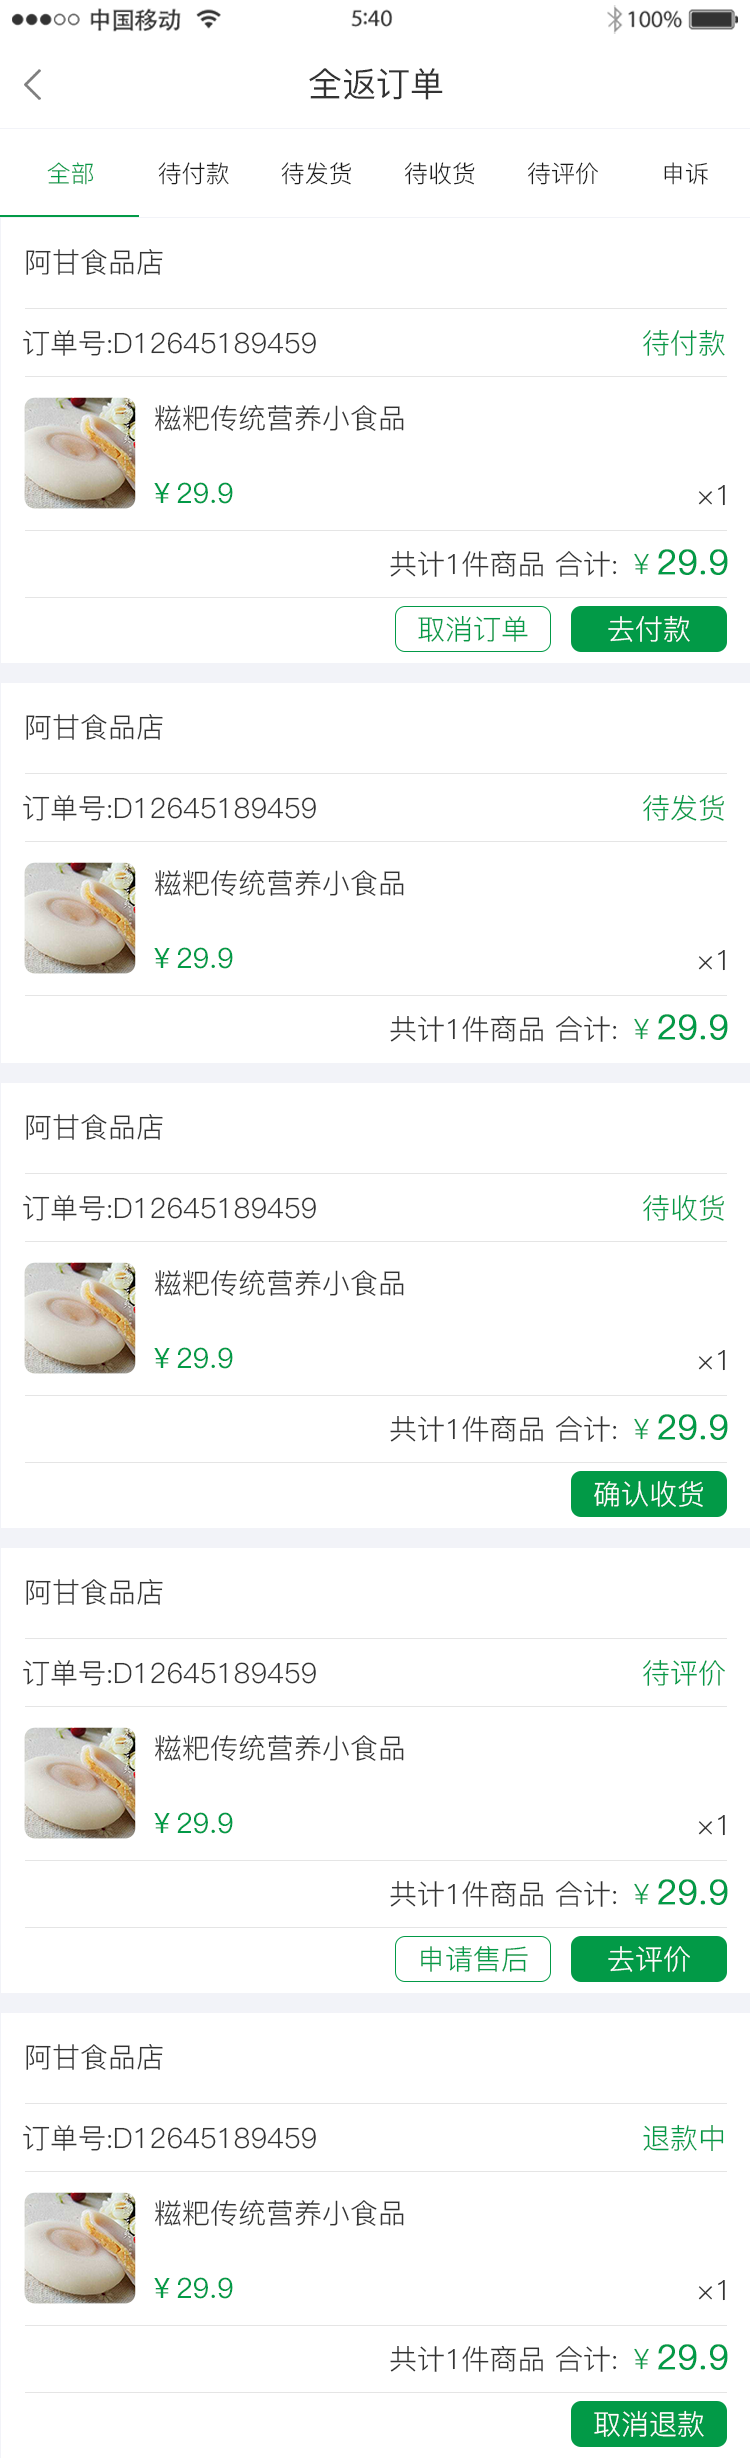 中国移动 5:40 100%
全返订单
全部 待付款 待发货 待收货 待评价 申诉
阿甘食品店
订单号:D12645189459 待付款
糍粑传统营养小食品
¥ 29.9 ×1
共计1件商品 合计: ¥ 29.9
取消订单 去付款
阿甘食品店
订单号:D12645189459 待发货
糍粑传统营养小食品
¥ 29.9 ×1
共计1件商品 合计: ¥ 29.9
阿甘食品店
订单号:D12645189459 待收货
糍粑传统营养小食品
¥ 29.9 ×1
共计1件商品 合计: ¥ 29.9
确认收货
阿甘食品店
订单号:D12645189459 待评价
糍粑传统营养小食品
¥ 29.9 ×1
共计1件商品 合计: ¥ 29.9
申请售后 去评价
阿甘食品店
订单号:D12645189459 退款中
糍粑传统营养小食品
¥ 29.9 ×1
共计1件商品 合计: ¥ 29.9
取消退款